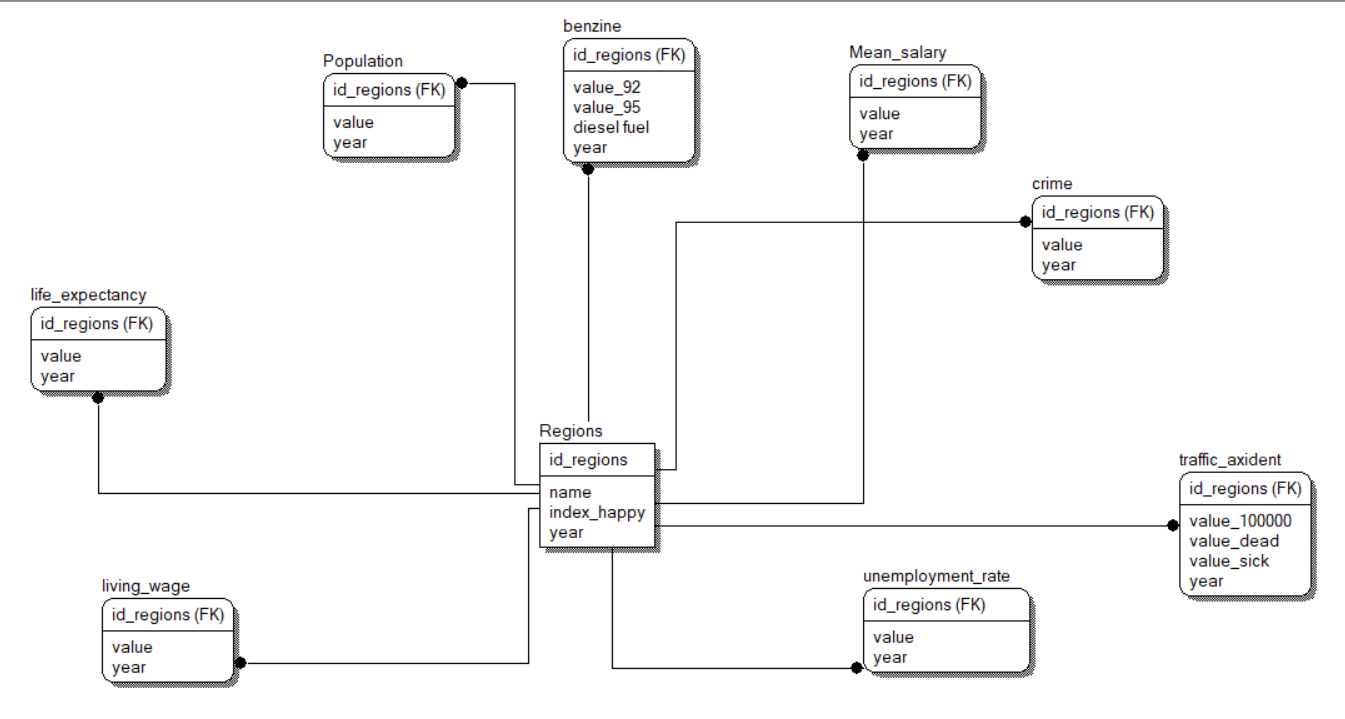 benzine
id_regions (FK)
value_92
value_95
diesel fuel
year
Population
id_regions (FK)
value
year
Mean_salary
id_regions (FK)
value
year
crime
id_regions (FK)
value
year
life_expectancy
id_regions (FK)
value
year
Regions
id_regions
name
index_happy
year
traffic_axident
id_regions (FK)
value_100000
value_dead
value_sick
year
living_wage
id_regions (FK)
value
year
unemployment_rate
id_regions (FK)
value
year